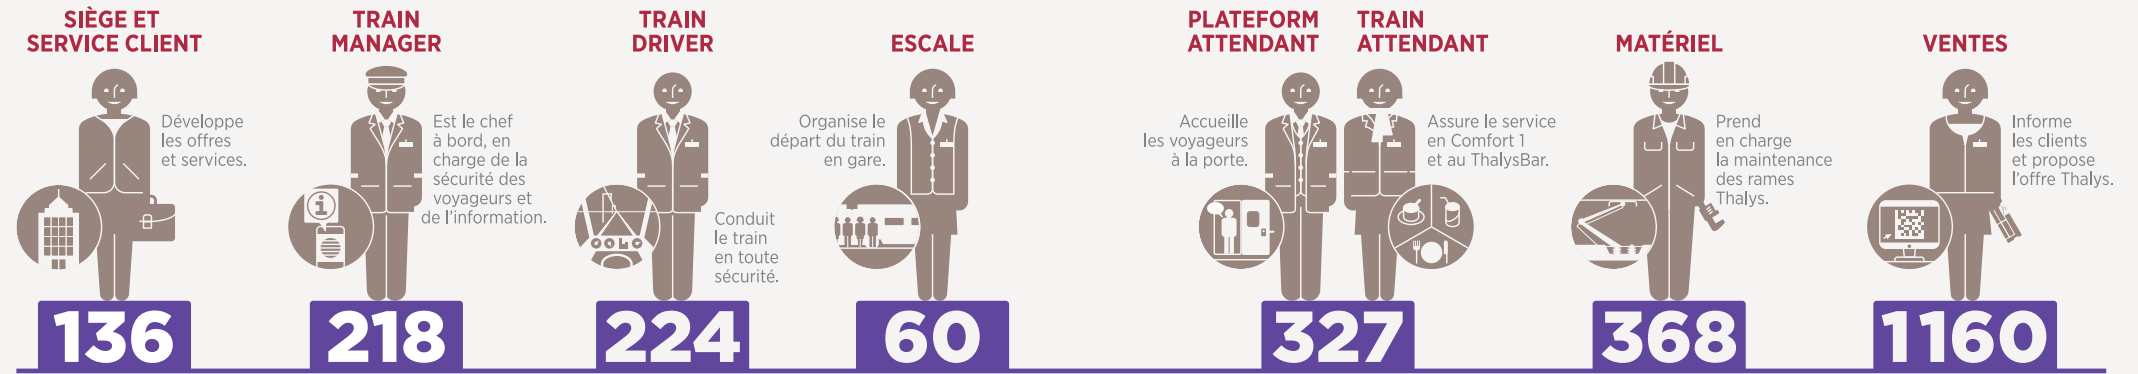 SIÈGE ET
SERVICE CLIENT
Développe
les offres
et services.
136
TRAIN
MANAGER
Est le chef
à bord, en
charge de la
sécurité des
voyageurs et
de l'information.
i
218
TRAIN
DRIVER
Conduit
le train
en toute
sécurité.
224
ESCALE
Organise le
départ du train
en gare.
60
PLATEFORM
ATTENDANT
Accueille
les voyageurs
à la porte.
TRAIN
ATTENDANT
Assure le service
en Comfort 1
et au ThalysBar.
327
MATÉRIEL
Prend
en charge
la maintenance
des rames
Thalys.
368
VENTES
Informe
les clients
et propose
l'offre Thalys.
1160